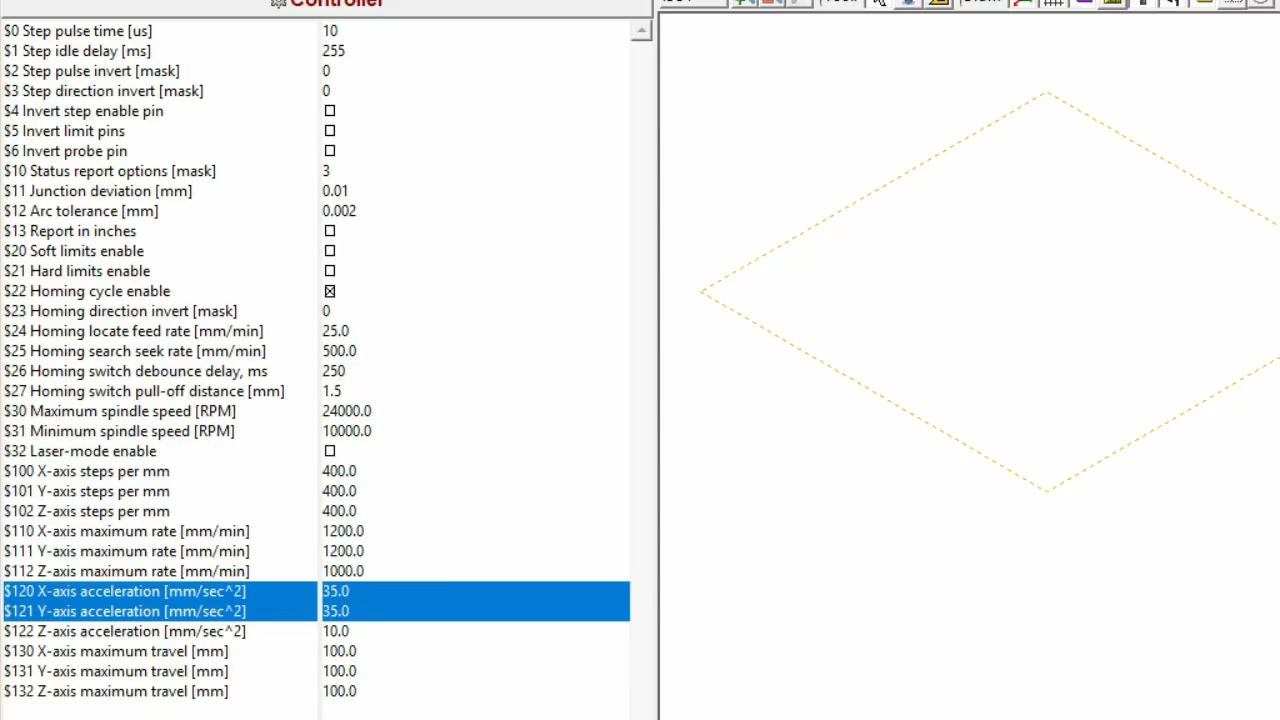 Controller
$0 Step pulse time [us] 10
$1 Step idle delay [ms] 255
$2 Step pulse invert [mask] 0
$3 Step direction invert [mask] 0
$4 Invert step enable pin
$5 Invert limit pins
$6 Invert probe pin
$10 Status report options [mask] 3
$11 Junction deviation [mm] 0.01
$12 Arc tolerance [mm] 0.002
$13 Report in inches
$20 Soft limits enable
$21 Hard limits enable
$22 Homing cycle enable
$23 Homing direction invert [mask] 0
$24 Homing locate feed rate [mm/min] 25.0
$25 Homing search seek rate [mm/min] 500.0
$26 Homing switch debounce delay, ms 250
$27 Homing switch pull-off distance [mm] 1.5
$30 Maximum spindle speed [RPM] 24000.0
$31 Minimum spindle speed [RPM] 10000.0
$32 Laser-mode enable
$100 X-axis steps per mm 400.0
$101 Y-axis steps per mm 400.0
$102 Z-axis steps per mm 400.0
$110 X-axis maximum rate [mm/min] 1200.0
$111 Y-axis maximum rate [mm/min] 1200.0
$112 Z-axis maximum rate [mm/min] 1000.0
$120 X-axis acceleration [mm/sec^2] 35.0
$121 Y-axis acceleration [mm/sec^2] 35.0
$122 Z-axis acceleration [mm/sec^2] 10.0
$130 X-axis maximum travel [mm] 100.0
$131 Y-axis maximum travel [mm] 100.0
$132 Z-axis maximum travel [mm] 100.0